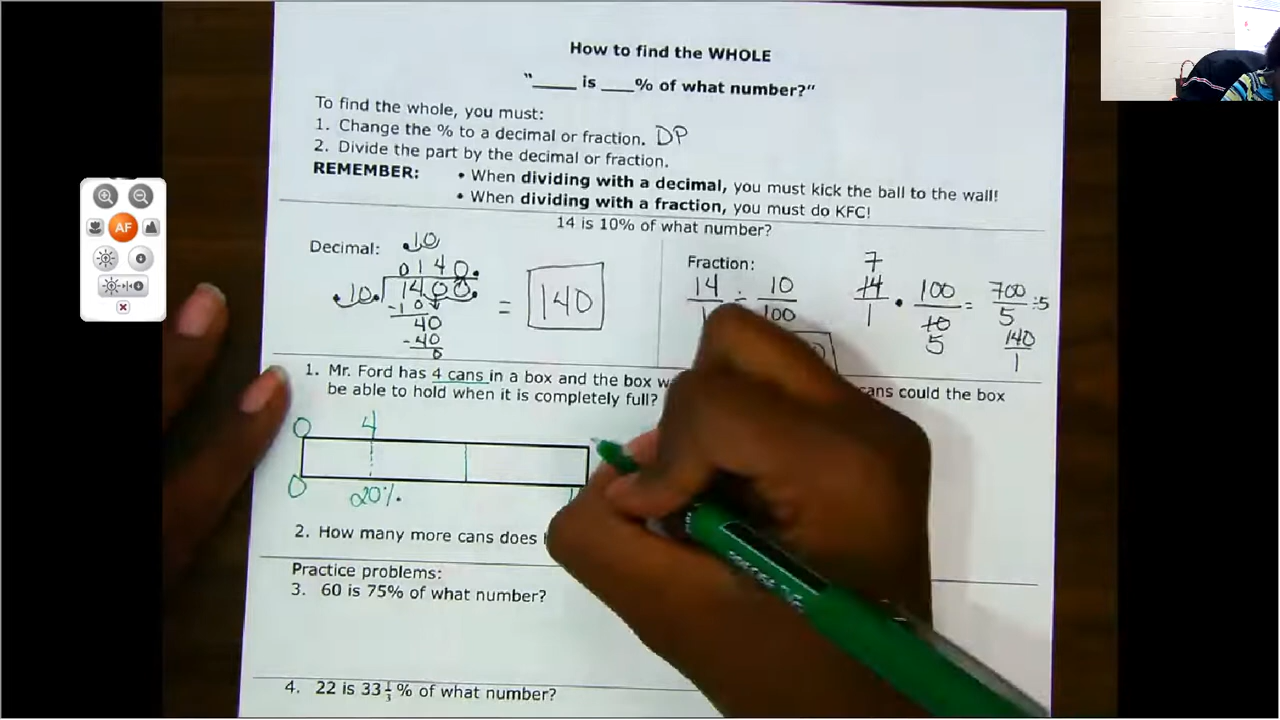 How to find the WHOLE
"____ is ___% of what number?"
To find the whole, you must:
1. Change the % to a decimal or fraction. DP
2. Divide the part by the decimal or fraction.
REMEMBER: • When dividing with a decimal, you must kick the ball to the wall!
• When dividing with a fraction, you must do KFC!
14 is 10% of what number?
Decimal: .10
0140.
.10. 1400.
-10
40
-40
0
= 140
Fraction:
14 ÷ 10
100
7
14 • 100 = 700 ÷5
1 10 5
5 140
1
1. Mr. Ford has 4 cans in a box and the box
cans could the box
be able to hold when it is completely full?
0 4
0 20%
2. How many more cans does
Practice problems:
3. 60 is 75% of what number?
4. 22 is 33 1/3 % of what number?
AF